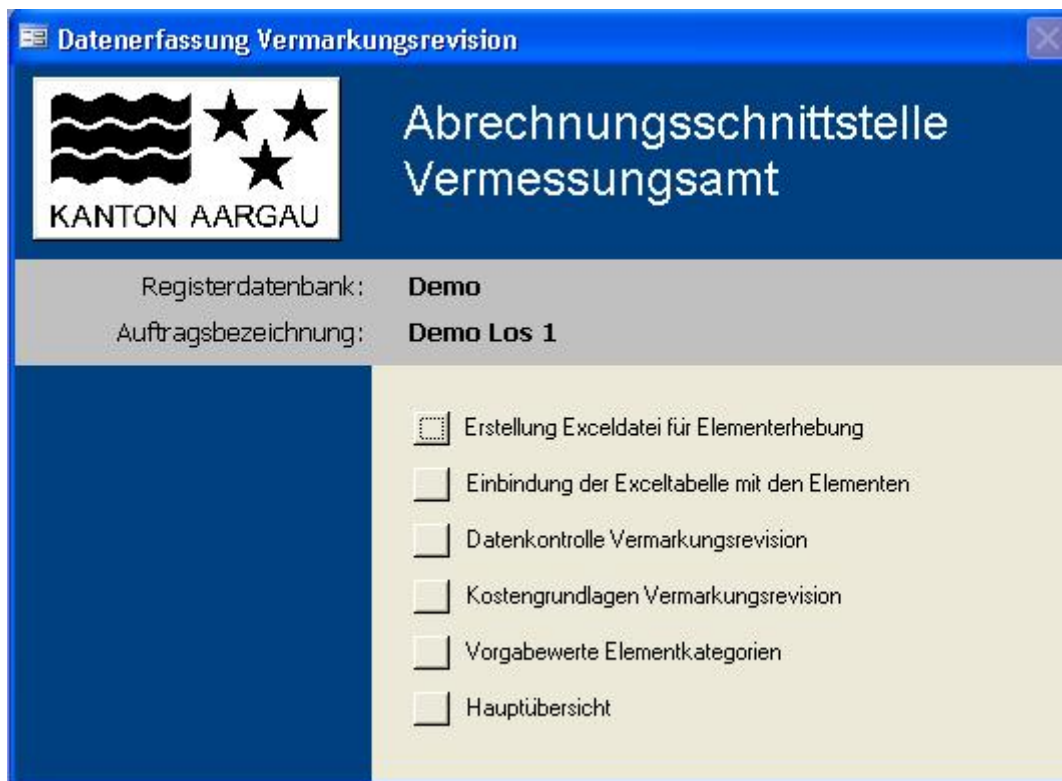 Datenerfassung Vermarkungsrevision
KANTON AARGAU
Abrechnungsschnittstelle
Vermessungsamt
Registerdatenbank: Demo
Auftragsbezeichnung: Demo Los 1
Erstellung Exceldatei für Elementerhebung
Einbindung der Exceltabelle mit den Elementen
Datenkontrolle Vermarkungsrevision
Kostengrundlagen Vermarkungsrevision
Vorgabewerte Elementkategorien
Hauptübersicht